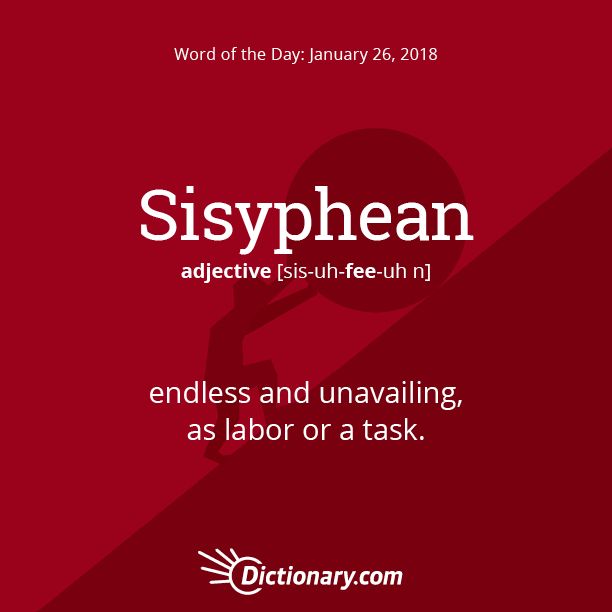 Word of the Day: January 26, 2018
Sisyphean
adjective [sis-uh-fee-uh n]
endless and unavailing,
as labor or a task.
Dictionary.com